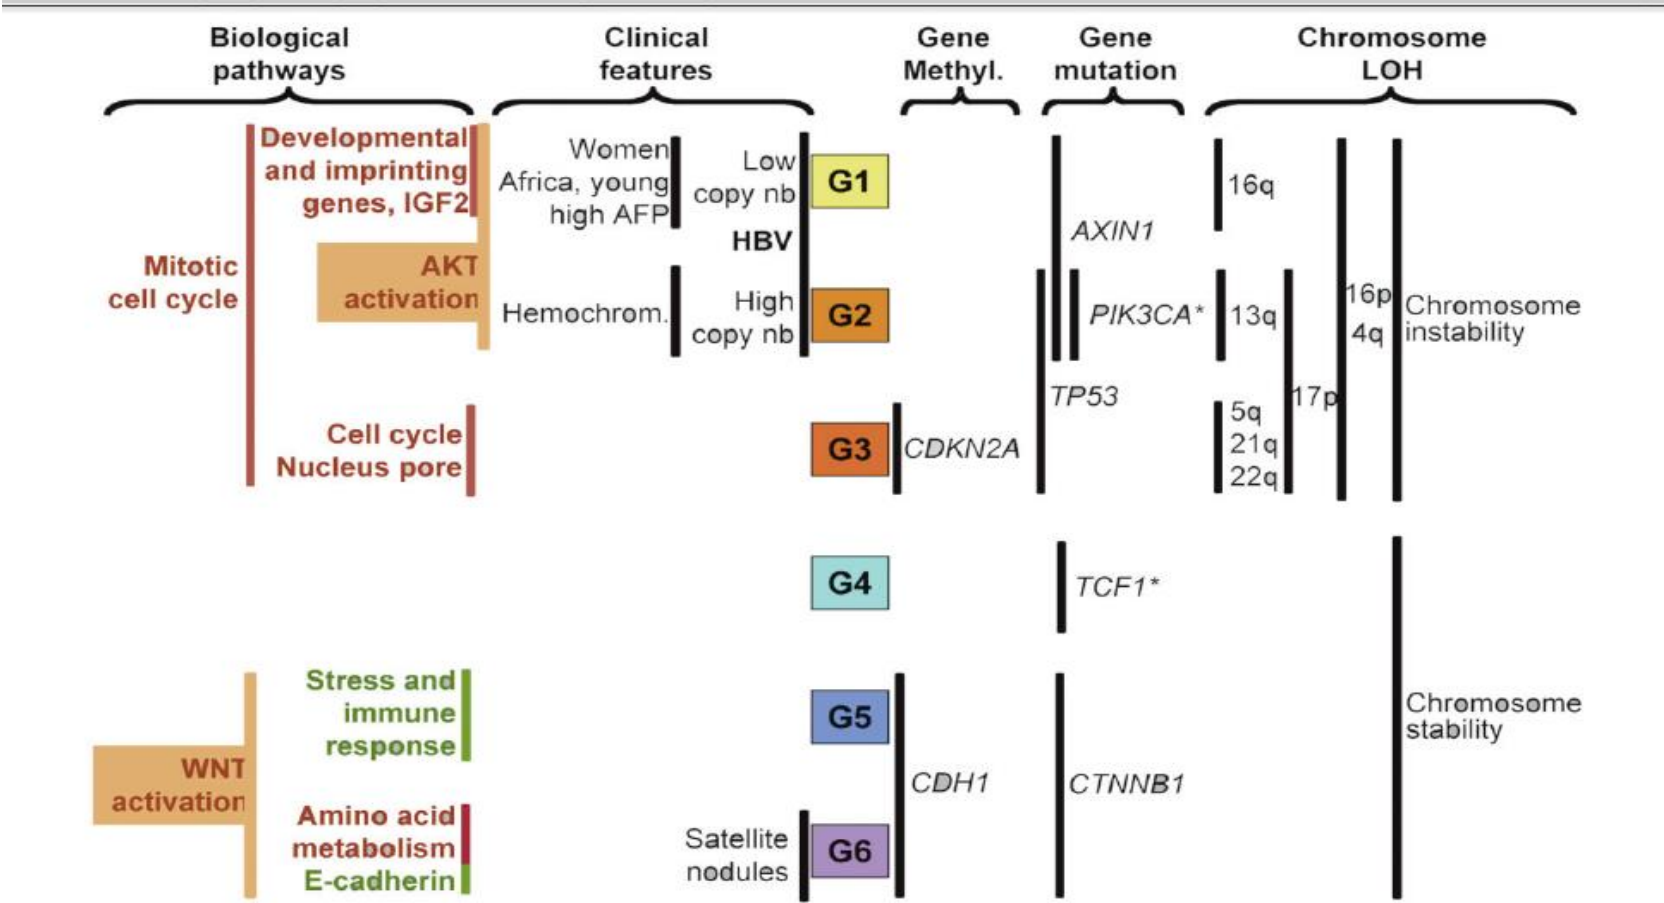 Biological
pathways
Clinical
features
Gene
Methyl.
Gene
mutation
Chromosome
LOH
Developmental
and imprinting
genes, IGF2
Women
Africa, young
high AFP
Low
copy nb
G1
16q
HBV
AXIN1
Mitotic
cell cycle
AKT
activation
Hemochrom.
High
copy nb
G2
PIK3CA*
13q
16p
4q
Chromosome
instability
TP53
17p
Cell cycle
Nucleus pore
G3
CDKN2A
5q
21q
22q
G4
TCF1*
Stress and
immune
response
G5
Chromosome
stability
WNT
activation
CDH1
CTNNB1
Amino acid
metabolism
E-cadherin
Satellite
nodules
G6